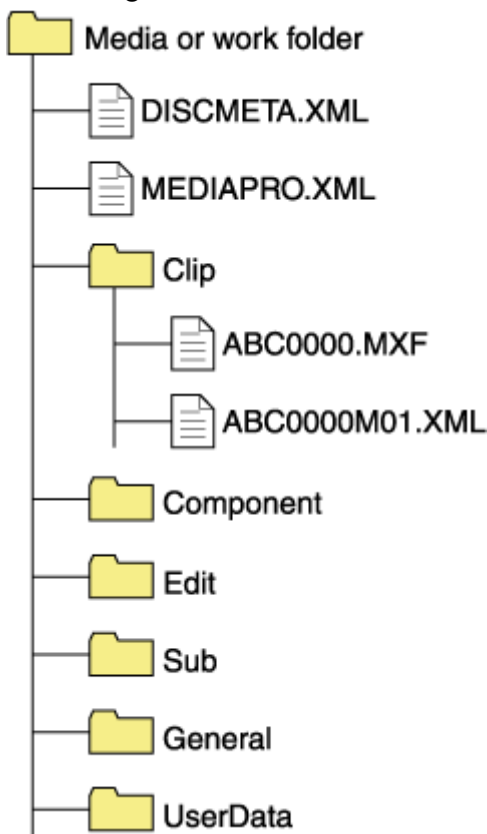 Media or work folder
DISCMETA.XML
MEDIAPRO.XML
Clip
ABC0000.MXF
ABC0000M01.XML
Component
Edit
Sub
General
UserData